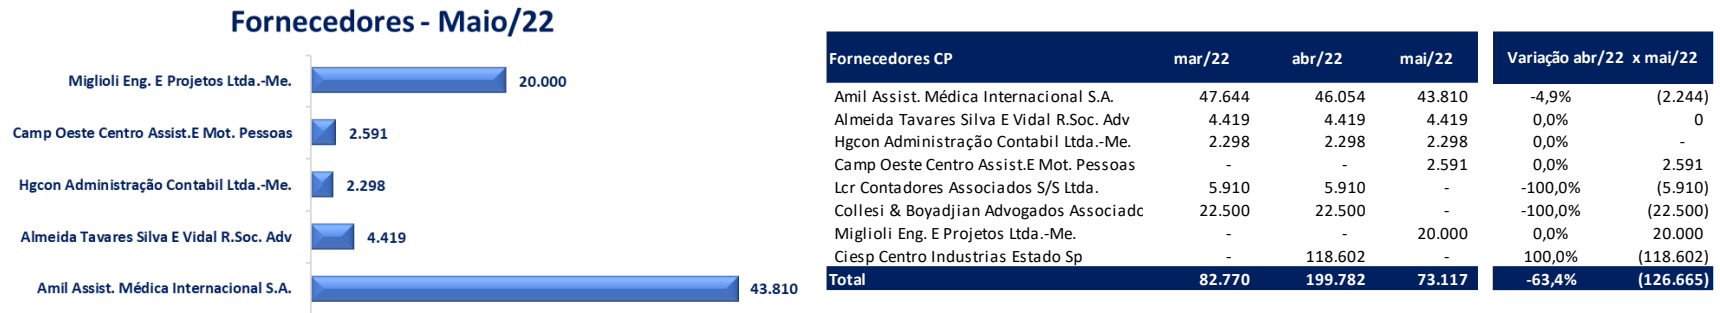 Fornecedores - Maio/22
Miglioli Eng. E Projetos Ltda.-Me.
20.000
Camp Oeste Centro Assist.E Mot. Pessoas
2.591
Hgcon Administração Contabil Ltda.-Me.
2.298
Almeida Tavares Silva E Vidal R.Soc. Adv
4.419
Amil Assist. Médica Internacional S.A.
43.810
Fornecedores CP mar/22 abr/22 mai/22 Variação abr/22 x mai/22
Amil Assist. Médica Internacional S.A. 47.644 46.054 43.810 -4,9% (2.244)
Almeida Tavares Silva E Vidal R.Soc. Adv 4.419 4.419 4.419 0,0% 0
Hgcon Administração Contabil Ltda.-Me. 2.298 2.298 2.298 0,0% -
Camp Oeste Centro Assist.E Mot. Pessoas - - 2.591 0,0% 2.591
Lcr Contadores Associados S/S Ltda. 5.910 5.910 - -100,0% (5.910)
Collesi & Boyadjian Advogados Associadc 22.500 22.500 - -100,0% (22.500)
Miglioli Eng. E Projetos Ltda.-Me. - - 20.000 0,0% 20.000
Ciesp Centro Industrias Estado Sp - 118.602 - 100,0% (118.602)
Total 82.770 199.782 73.117 -63,4% (126.665)